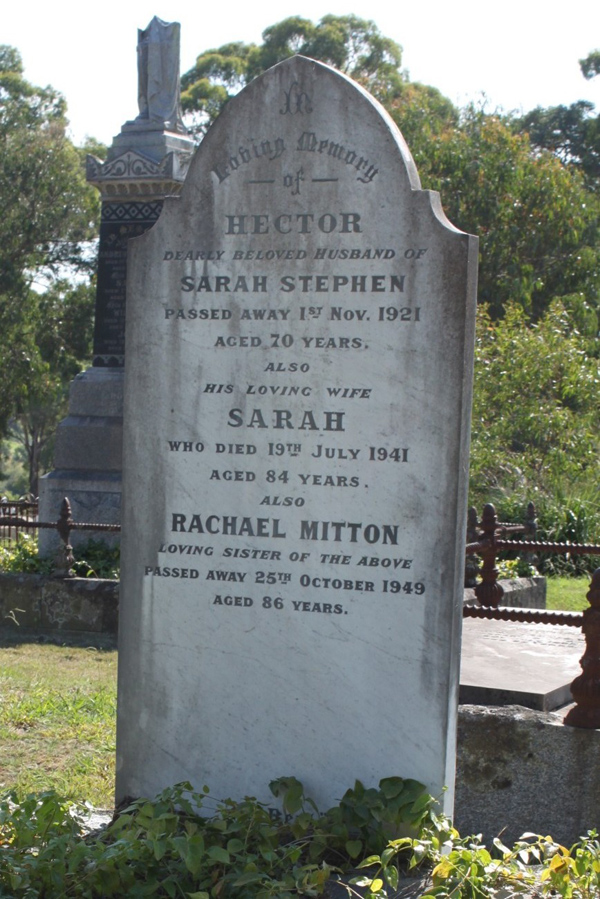 In
Loving Memory
of
HECTOR
DEARLY BELOVED HUSBAND OF
SARAH STEPHEN
PASSED AWAY 1ST NOV. 1921
AGED 70 YEARS,
ALSO
HIS LOVING WIFE
SARAH
WHO DIED 19TH JULY 1941
AGED 84 YEARS.
ALSO
RACHAEL MITTON
LOVING SISTER OF THE ABOVE
PASSED AWAY 25TH OCTOBER 1949
AGED 86 YEARS.